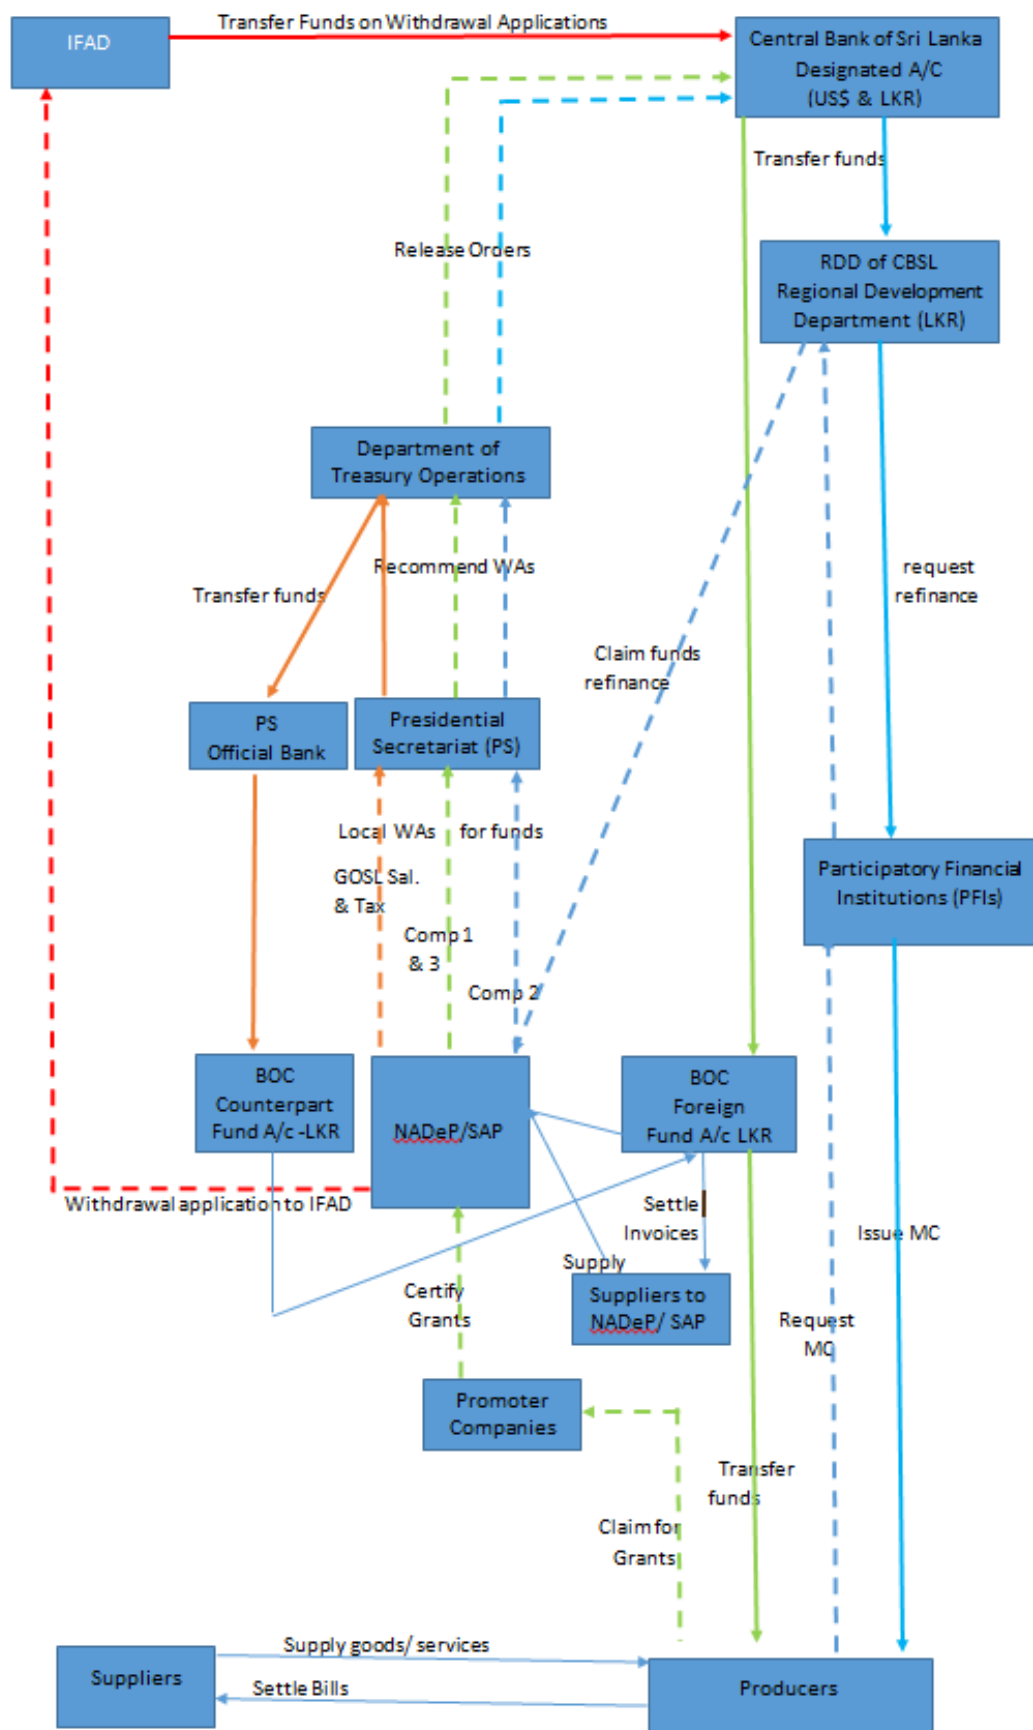 Transfer Funds on Withdrawal Applications
IFAD
Central Bank of Sri Lanka
Designated A/C
(US$ & LKR)
Transfer funds
Release Orders
RDD of CBSL
Regional Development
Department (LKR)
Department of
Treasury Operations
Recommend WAs
Transfer funds
request
refinance
Claim funds
refinance
PS
Official Bank
Presidential
Secretariat (PS)
Local WAs
for funds
GOSL Sal.
& Tax
Comp 1
& 3
Comp 2
Participatory Financial
Institutions (PFIs)
BOC
Counterpart
Fund A/c -LKR
NADeP/SAP
BOC
Foreign
Fund A/c LKR
Withdrawal application to IFAD
Settle
Invoices
Issue MC
Supply
Suppliers to
NADeP/ SAP
Certify
Grants
Request
MC
Promoter
Companies
Transfer
funds
Claim for
Grants
Supply goods/ services
Suppliers
Settle Bills
Producers